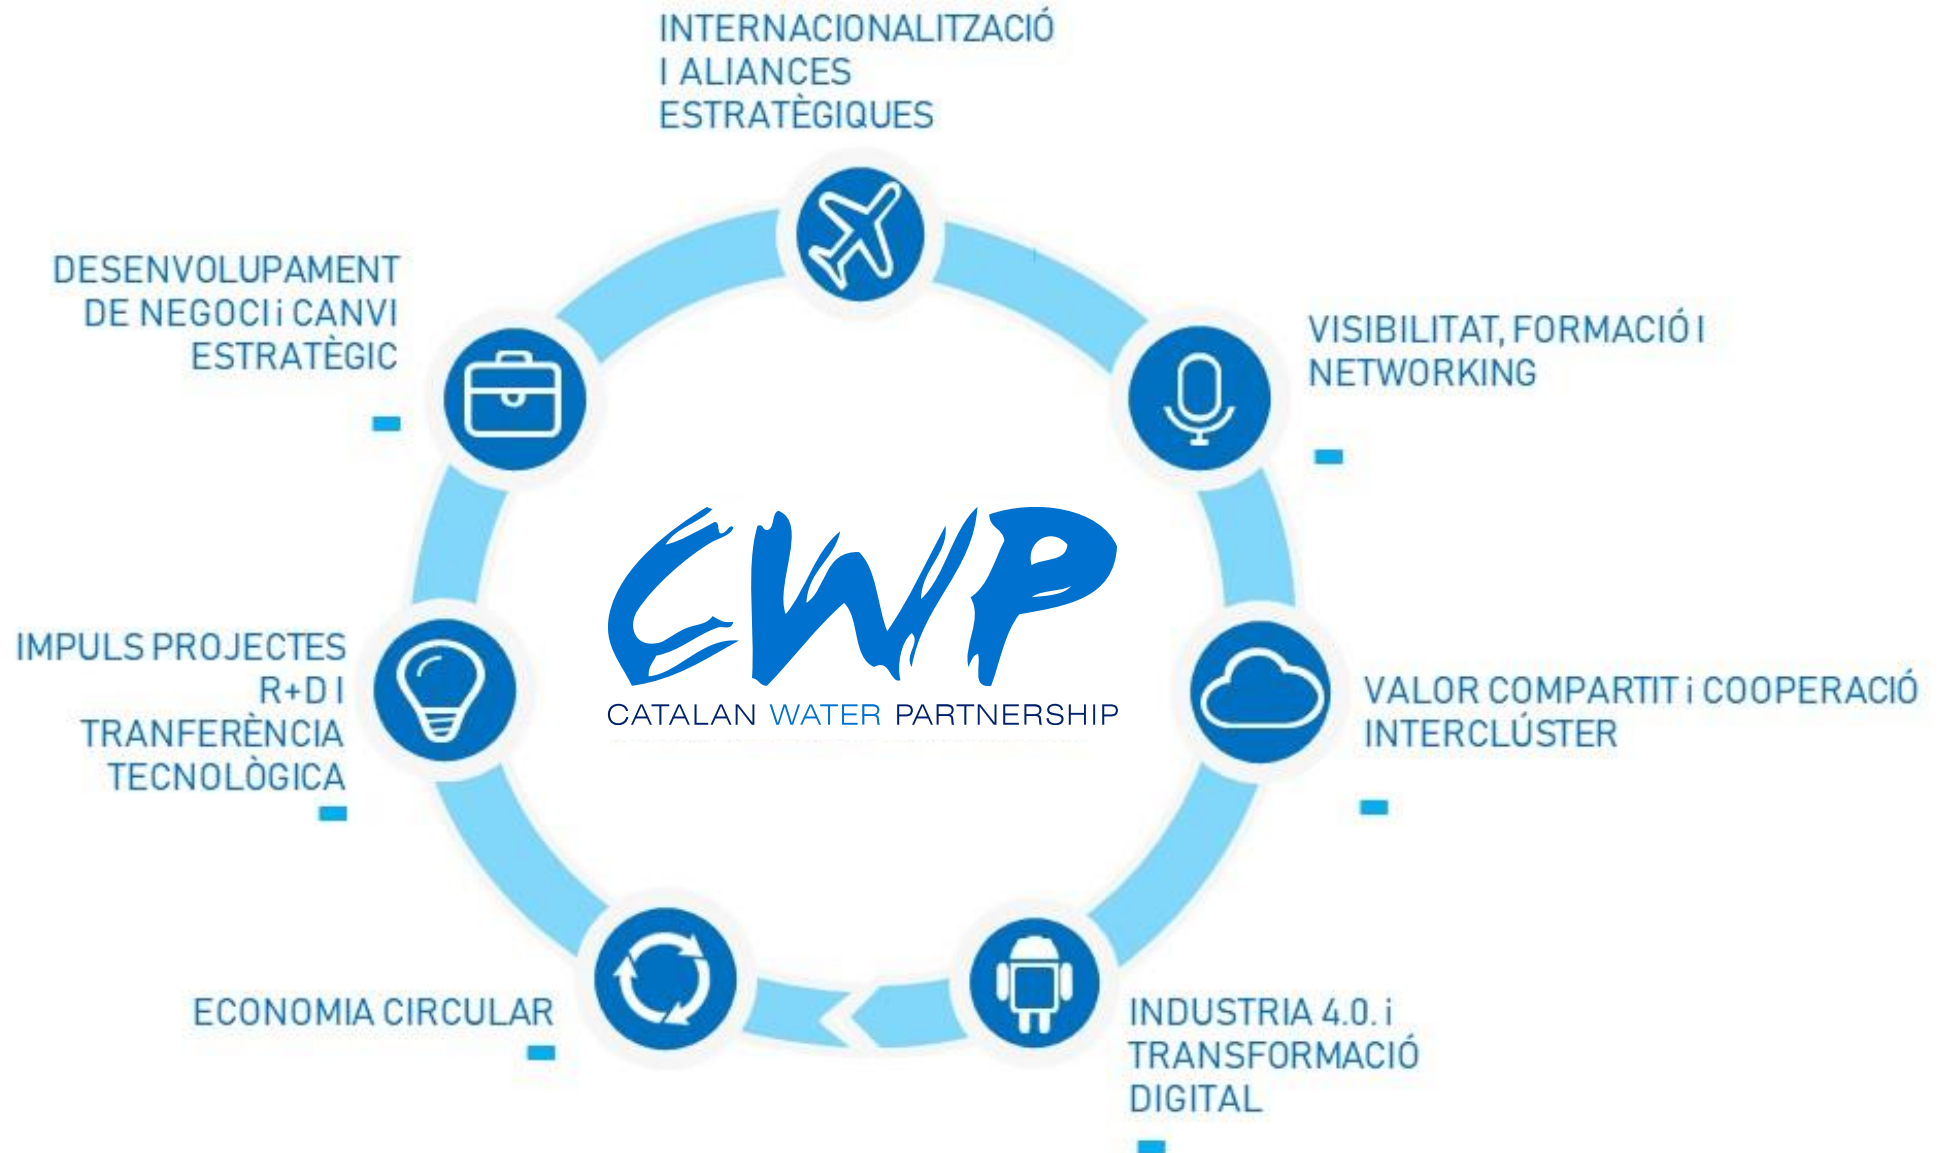 INTERNACIONALITZACIÓ
I ALIANCES
ESTRATÈGIQUES
DESENVOLUPAMENT
DE NEGOCI i CANVI
ESTRATÈGIC
VISIBILITAT, FORMACIÓ I
NETWORKING
CWP
CATALAN WATER PARTNERSHIP
IMPULS PROJECTES
R+D I
TRANFERÈNCIA
TECNOLÒGICA
VALOR COMPARTIT i COOPERACIÓ
INTERCLÚSTER
ECONOMIA CIRCULAR
INDUSTRIA 4.0. i
TRANSFORMACIÓ
DIGITAL